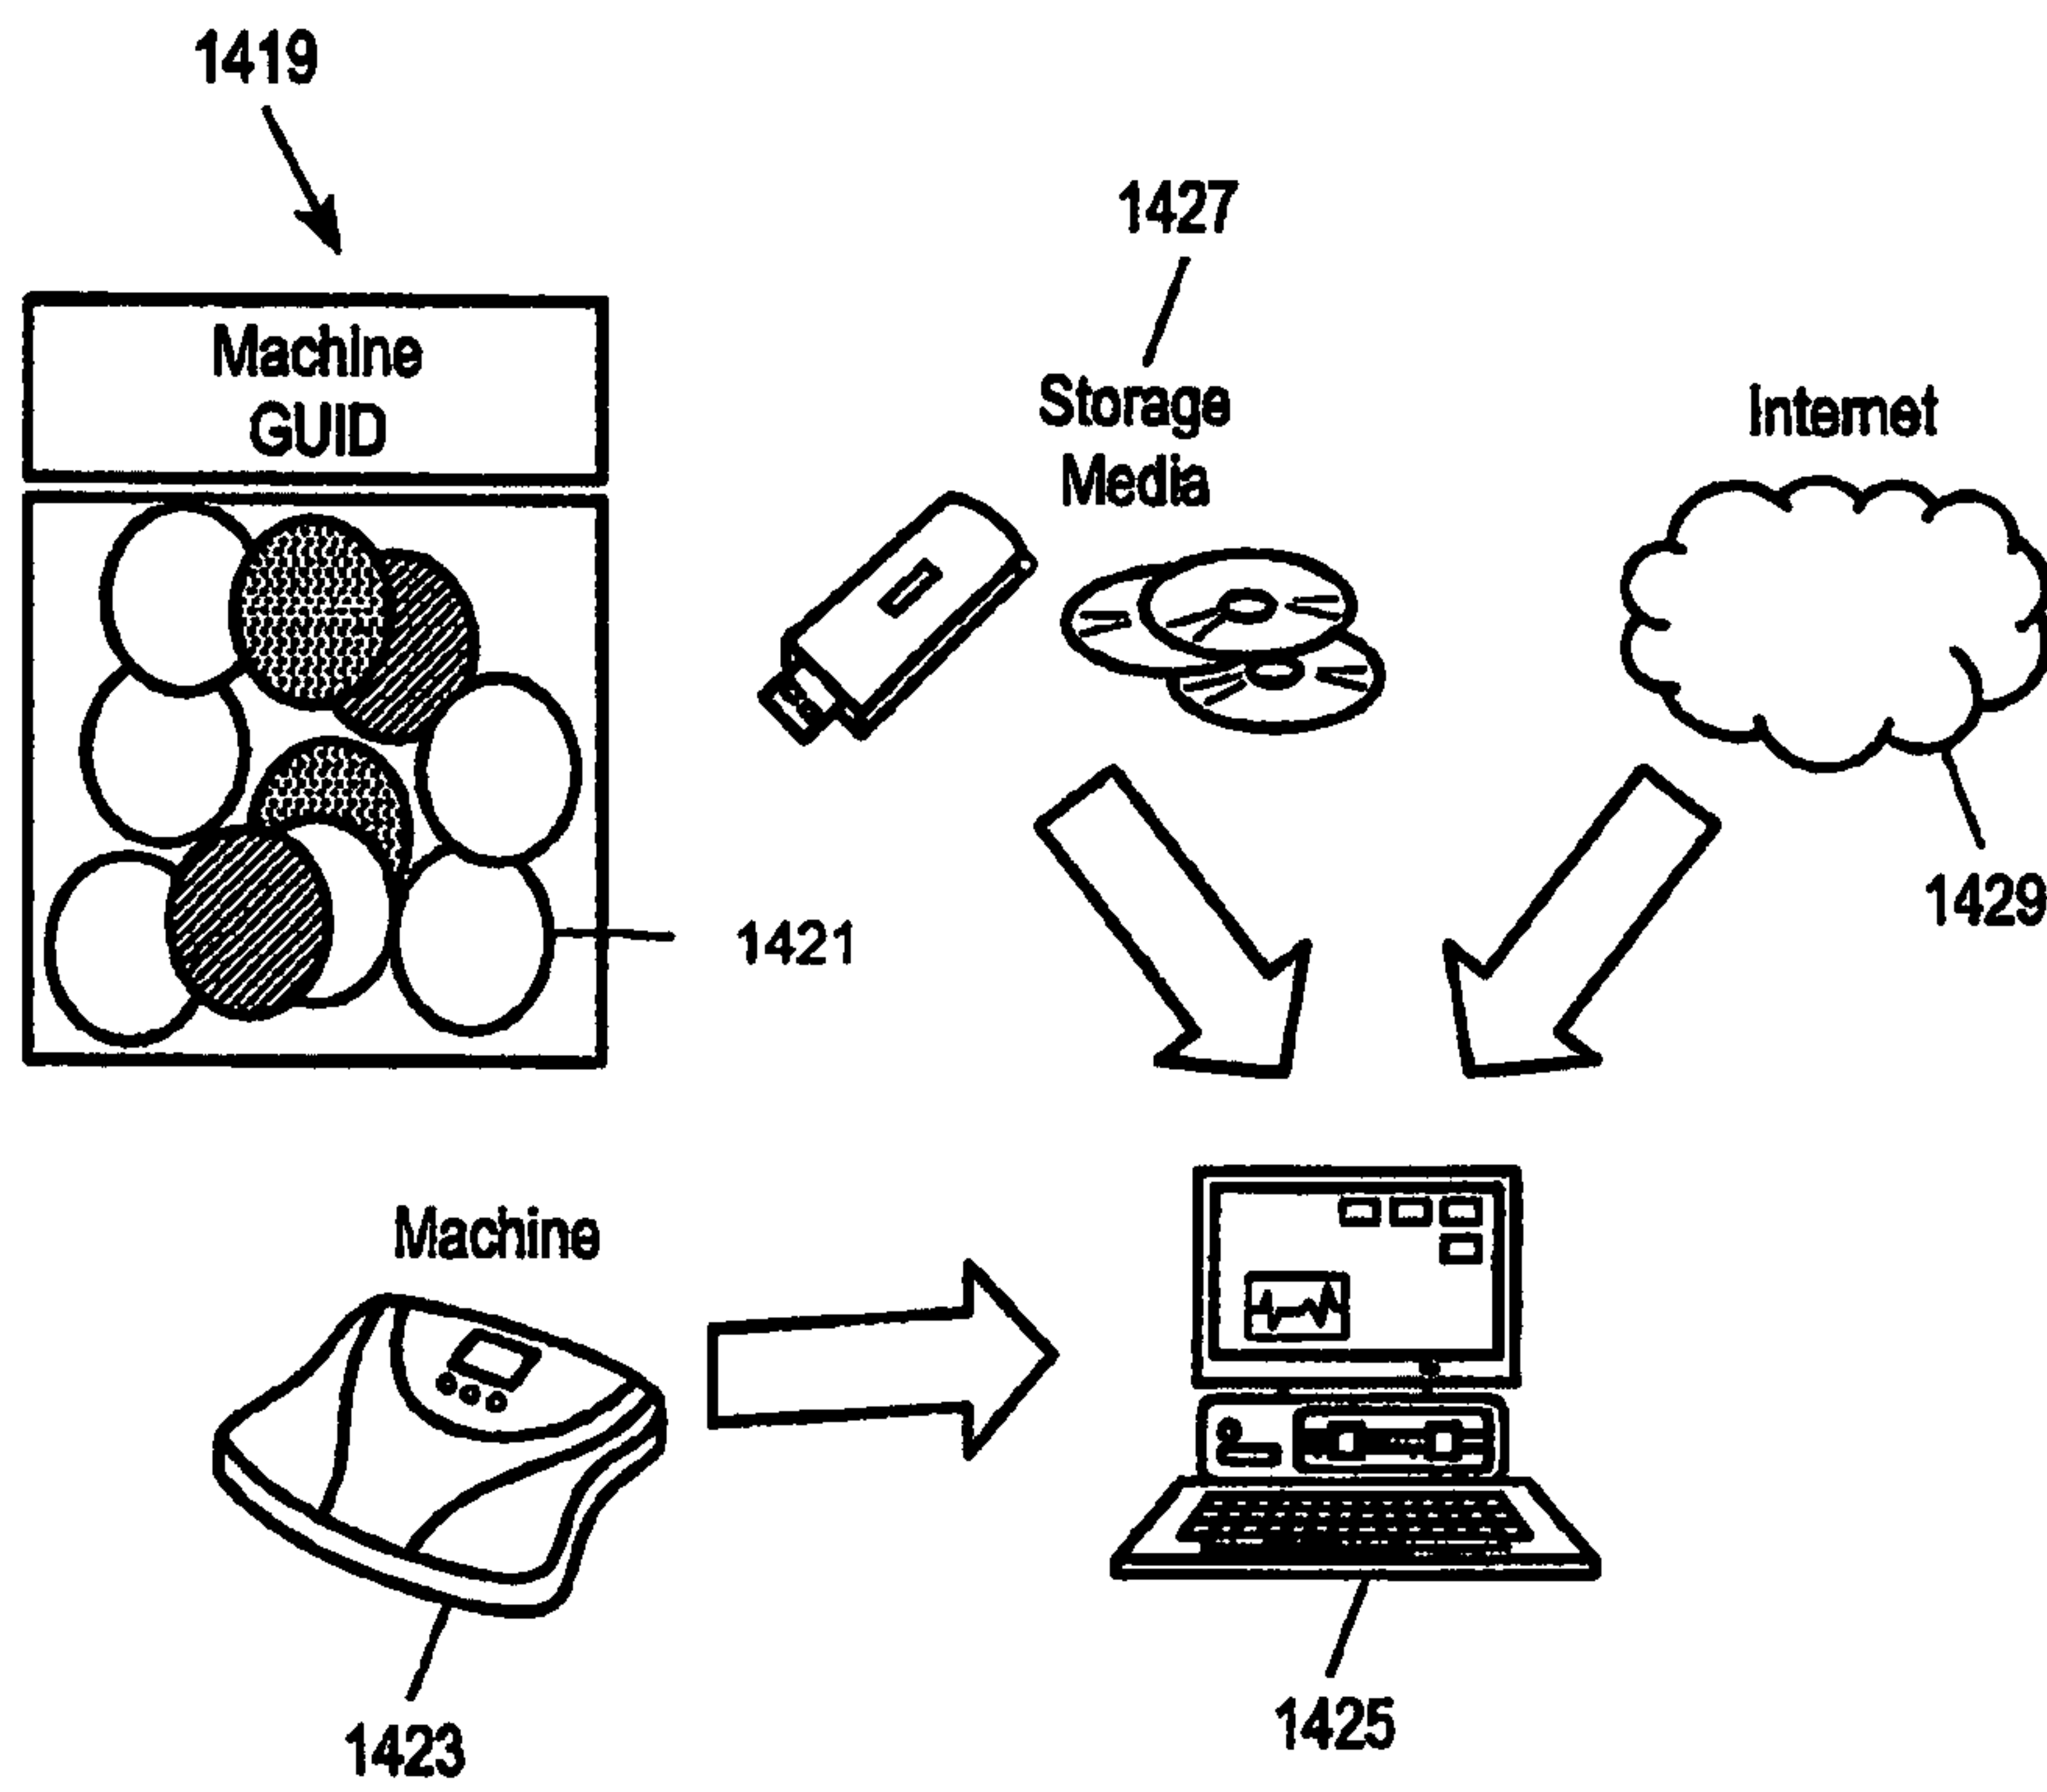 1419
1427
Machine
GUID
Storage
Media
Internet
1429
1421
Machine
1423
1425